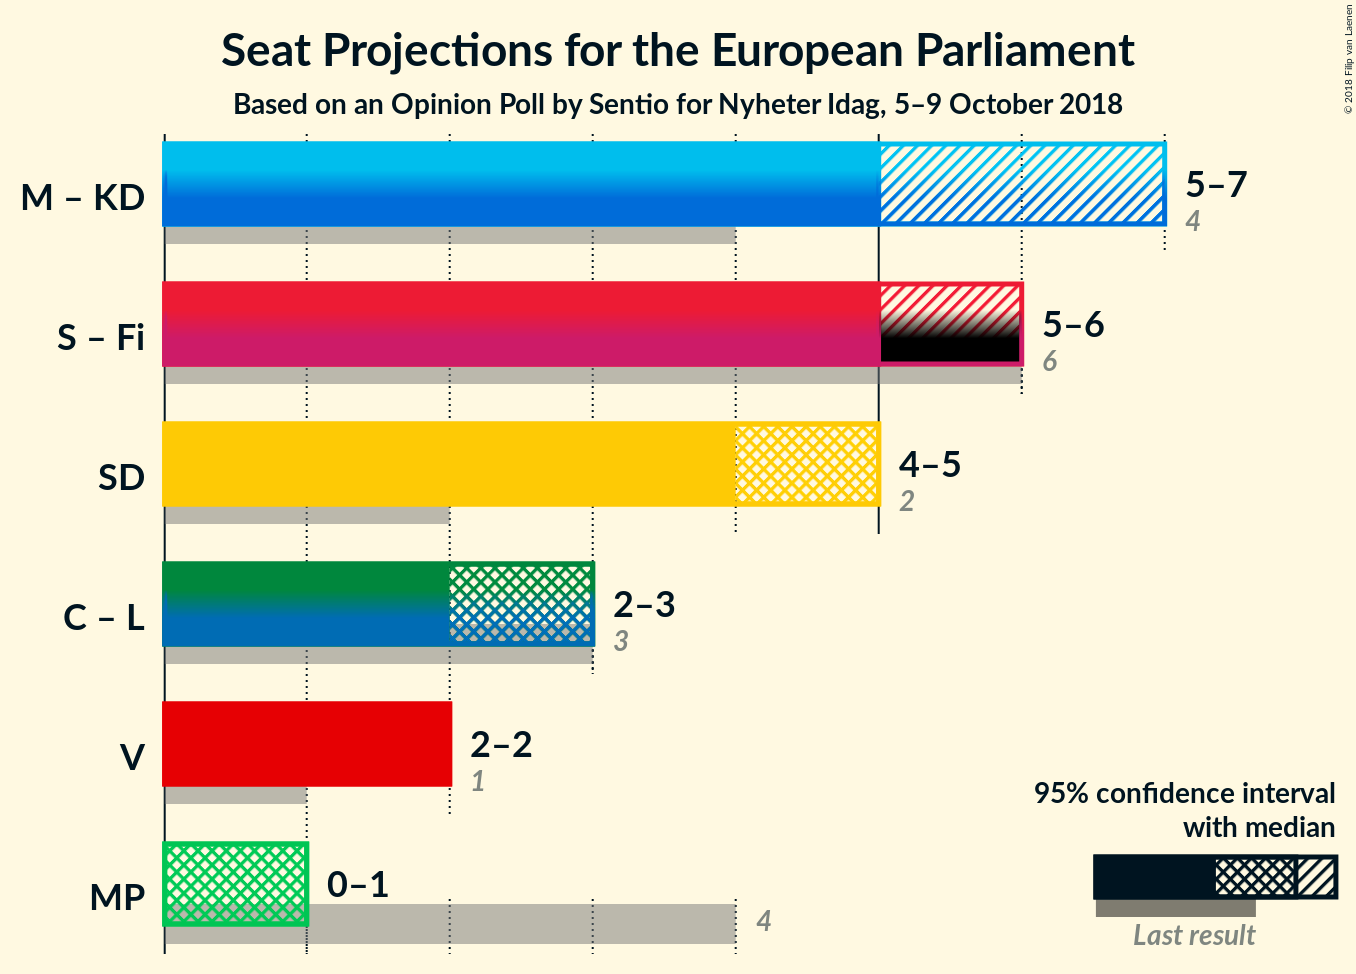 Seat Projections for the European Parliament
Based on an Opinion Poll by Sentio for Nyheter Idag, 5–9 October 2018
© 2018 Filip van Laenen
M – KD
5–7
4
S – Fi
5–6
6
SD
4–5
2
C – L
2–3
3
V
2–2
1
MP
0–1
4
95% confidence interval
with median
Last result